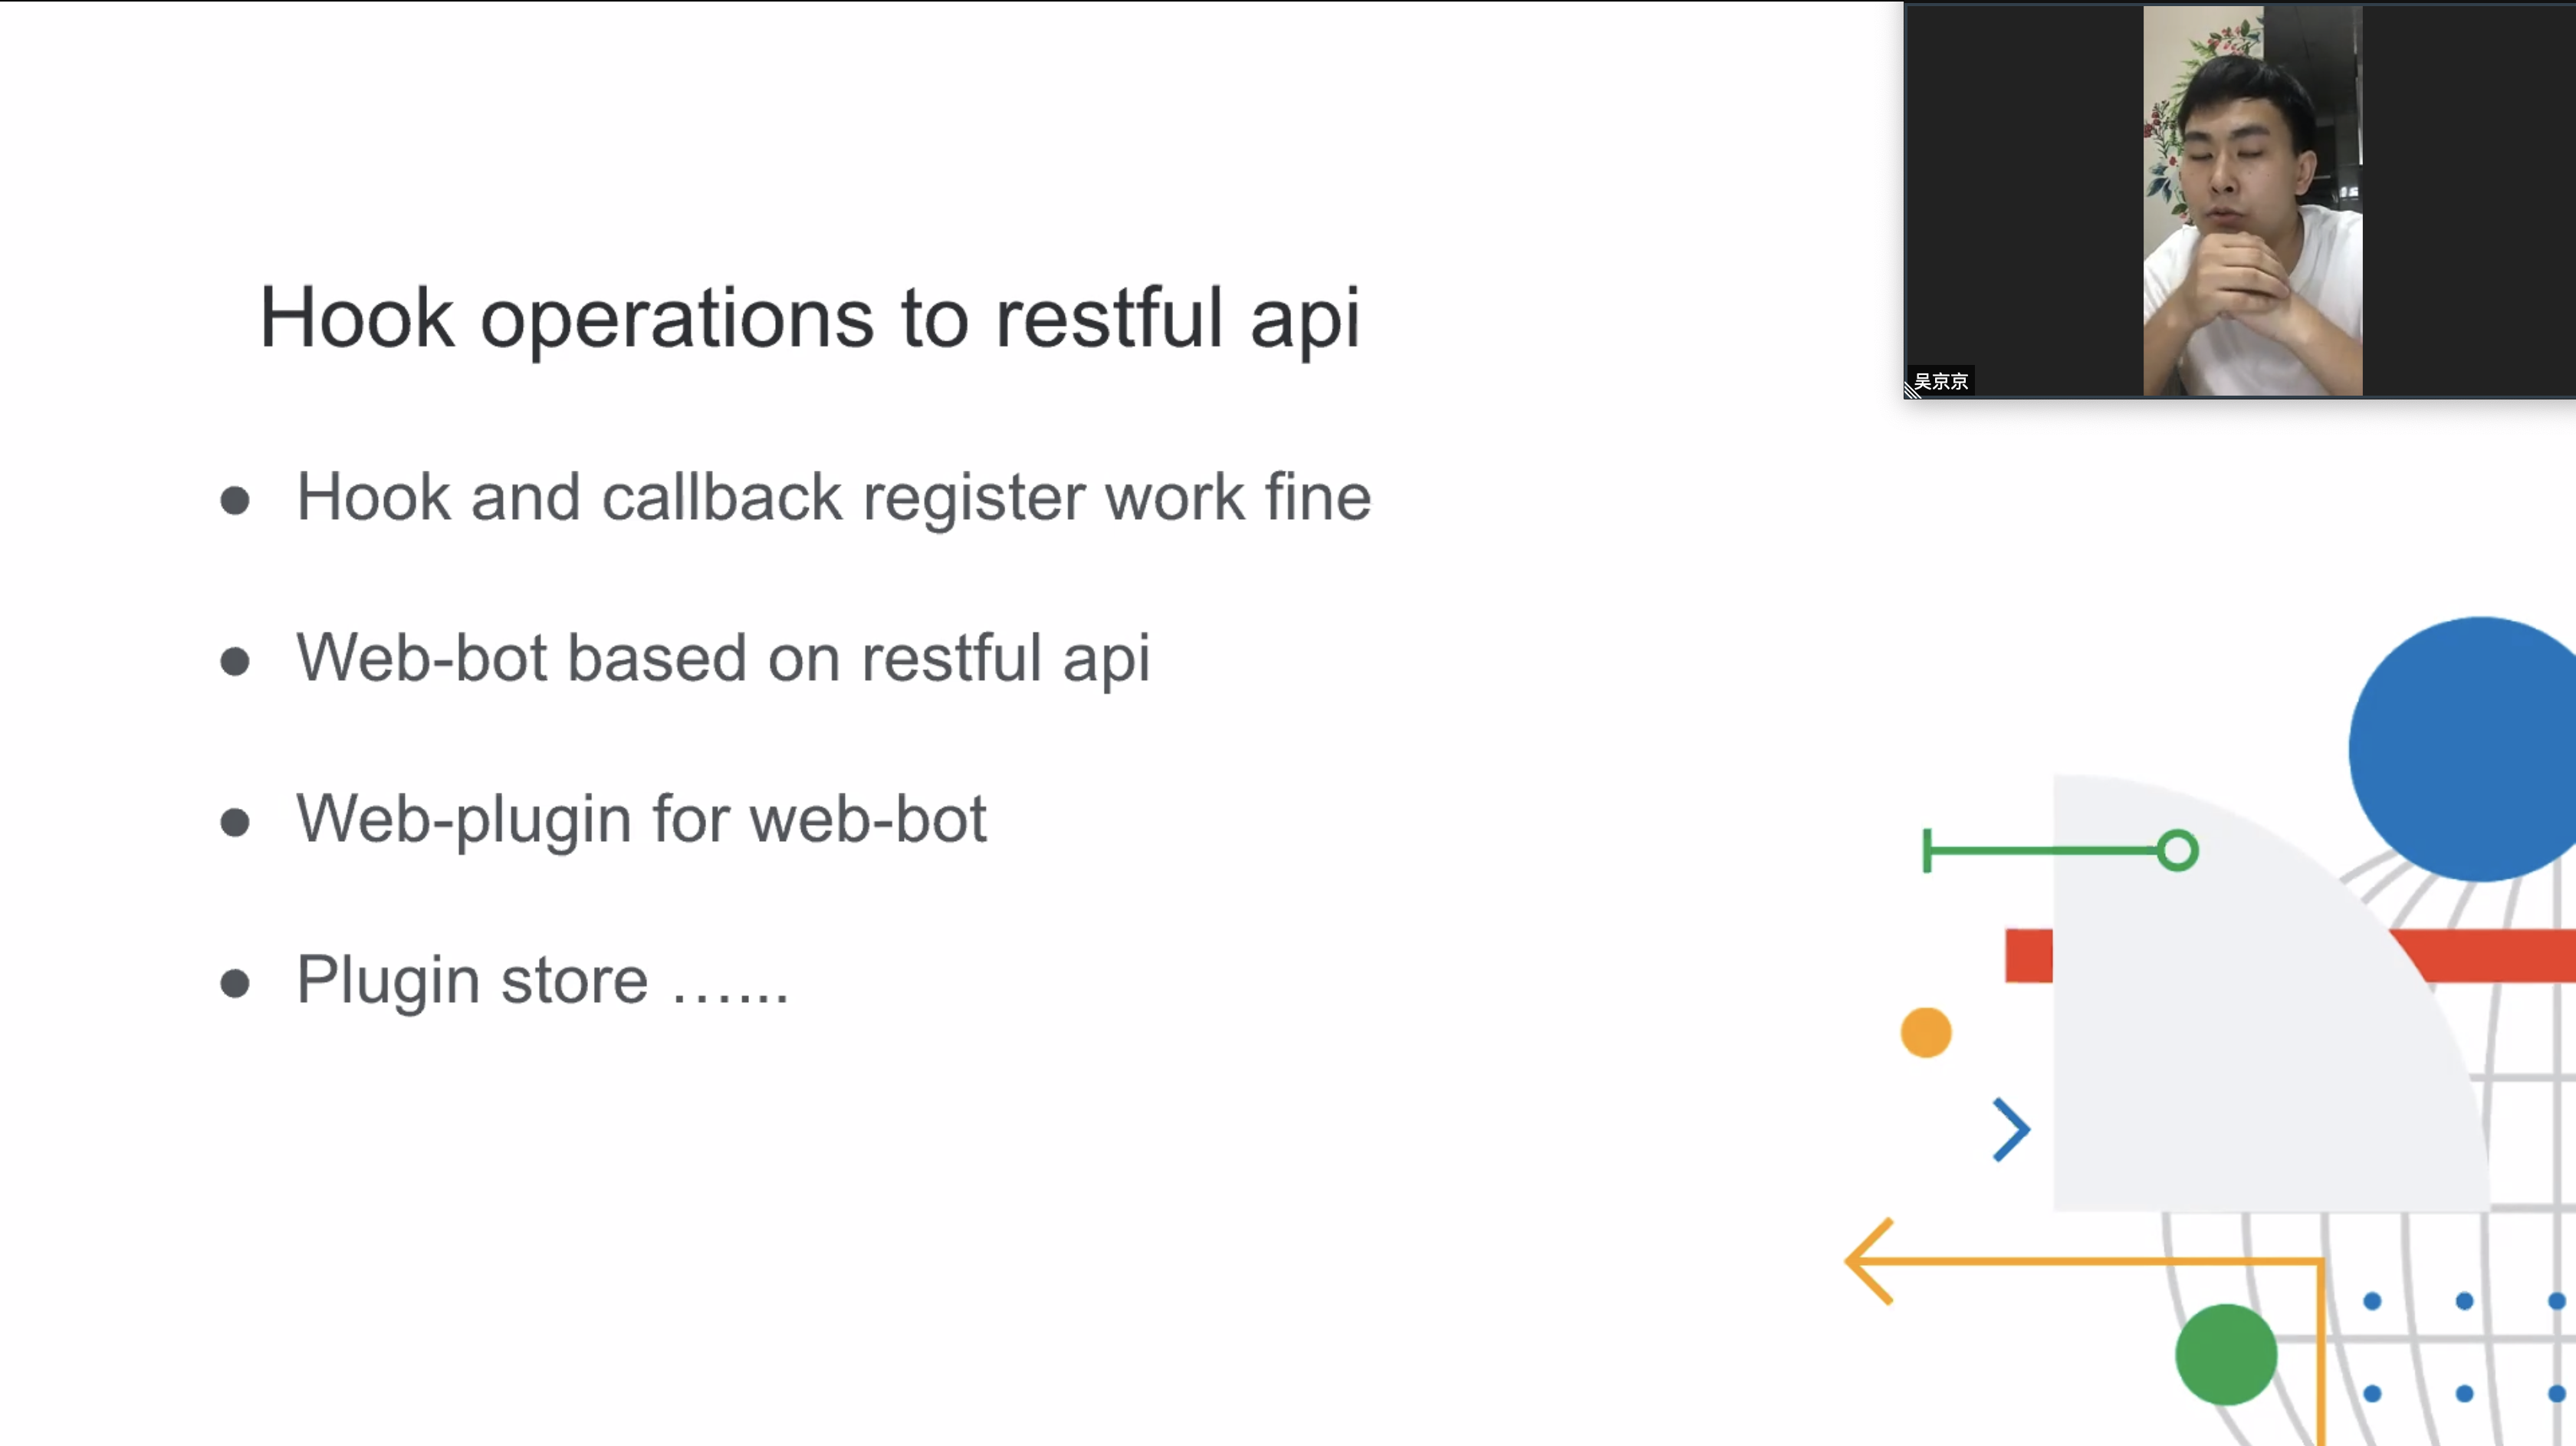 Hook operations to restful api
● Hook and callback register work fine
● Web-bot based on restful api
● Web-plugin for web-bot
● Plugin store …...
吴京京